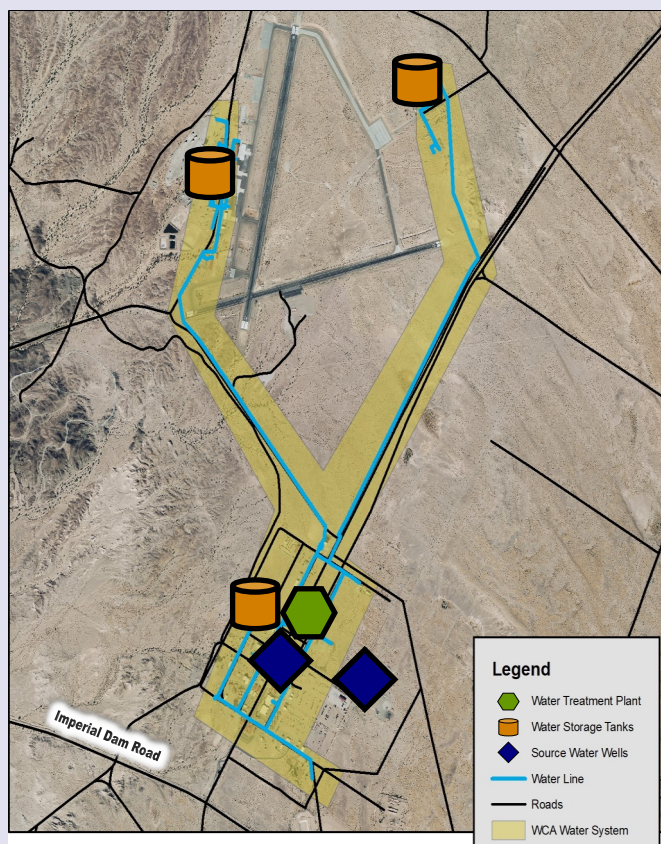 Imperial Dam Road
Legend
Water Treatment Plant
Water Storage Tanks
Source Water Wells
Water Line
Roads
WCA Water System